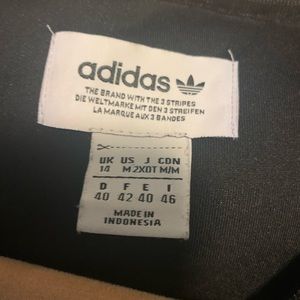 adidas
THE BRAND WITH THE 3 STRIPES
DIE WELTMARKE MIT DEN 3 STREIFEN
LA MARQUE AUX 3 BANDES
UK US J CDN
14 M 2XOT M/M
D F E I
40 42 40 46
MADE IN
INDONESIA